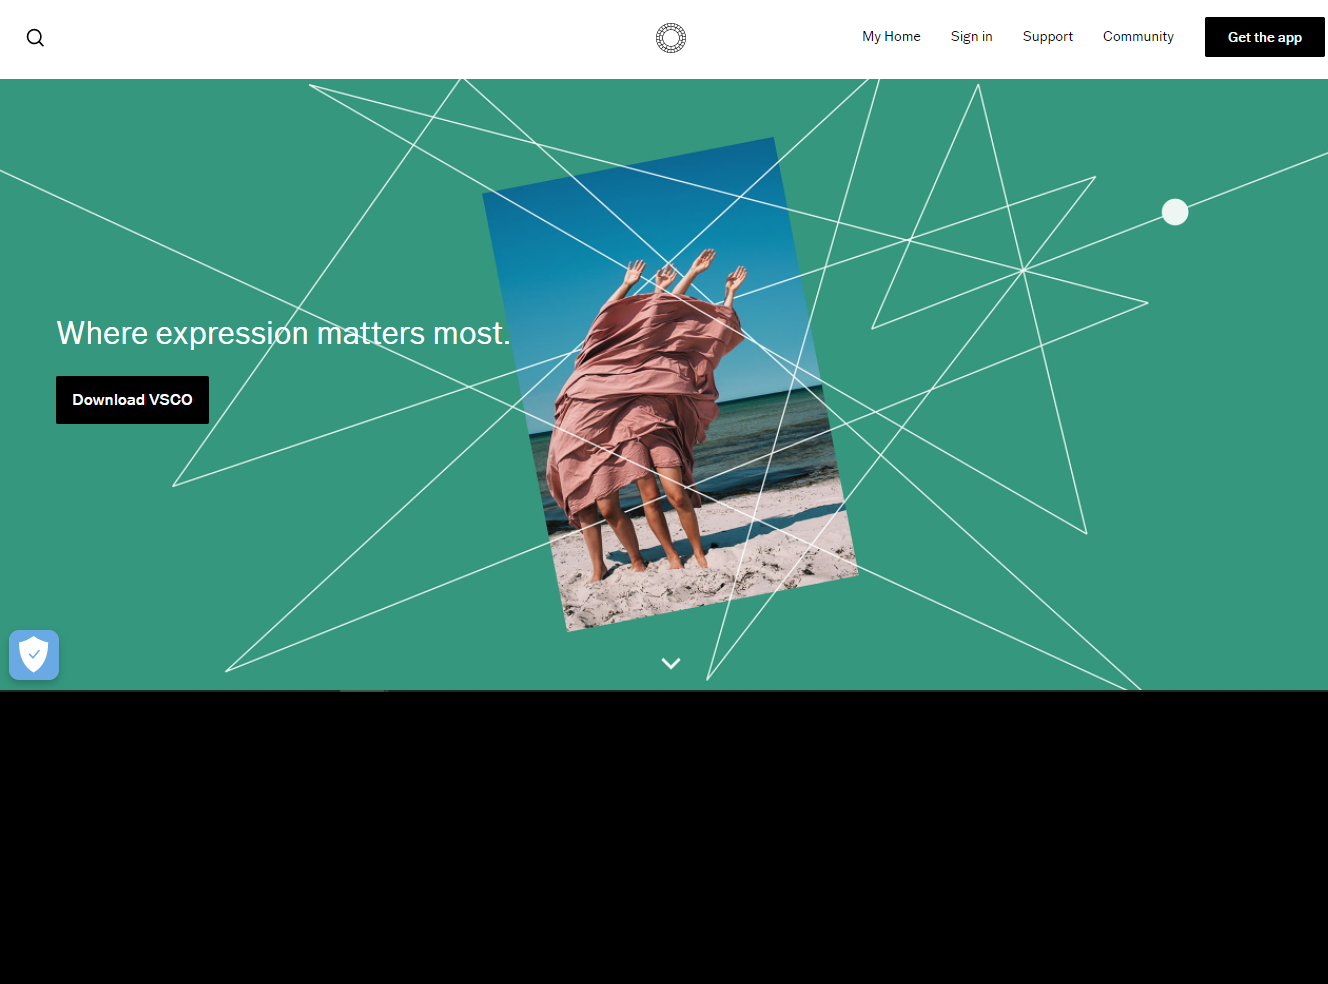 My Home
Sign in
Support
Community
Get the app
Where expression matters most.
Download VSCO